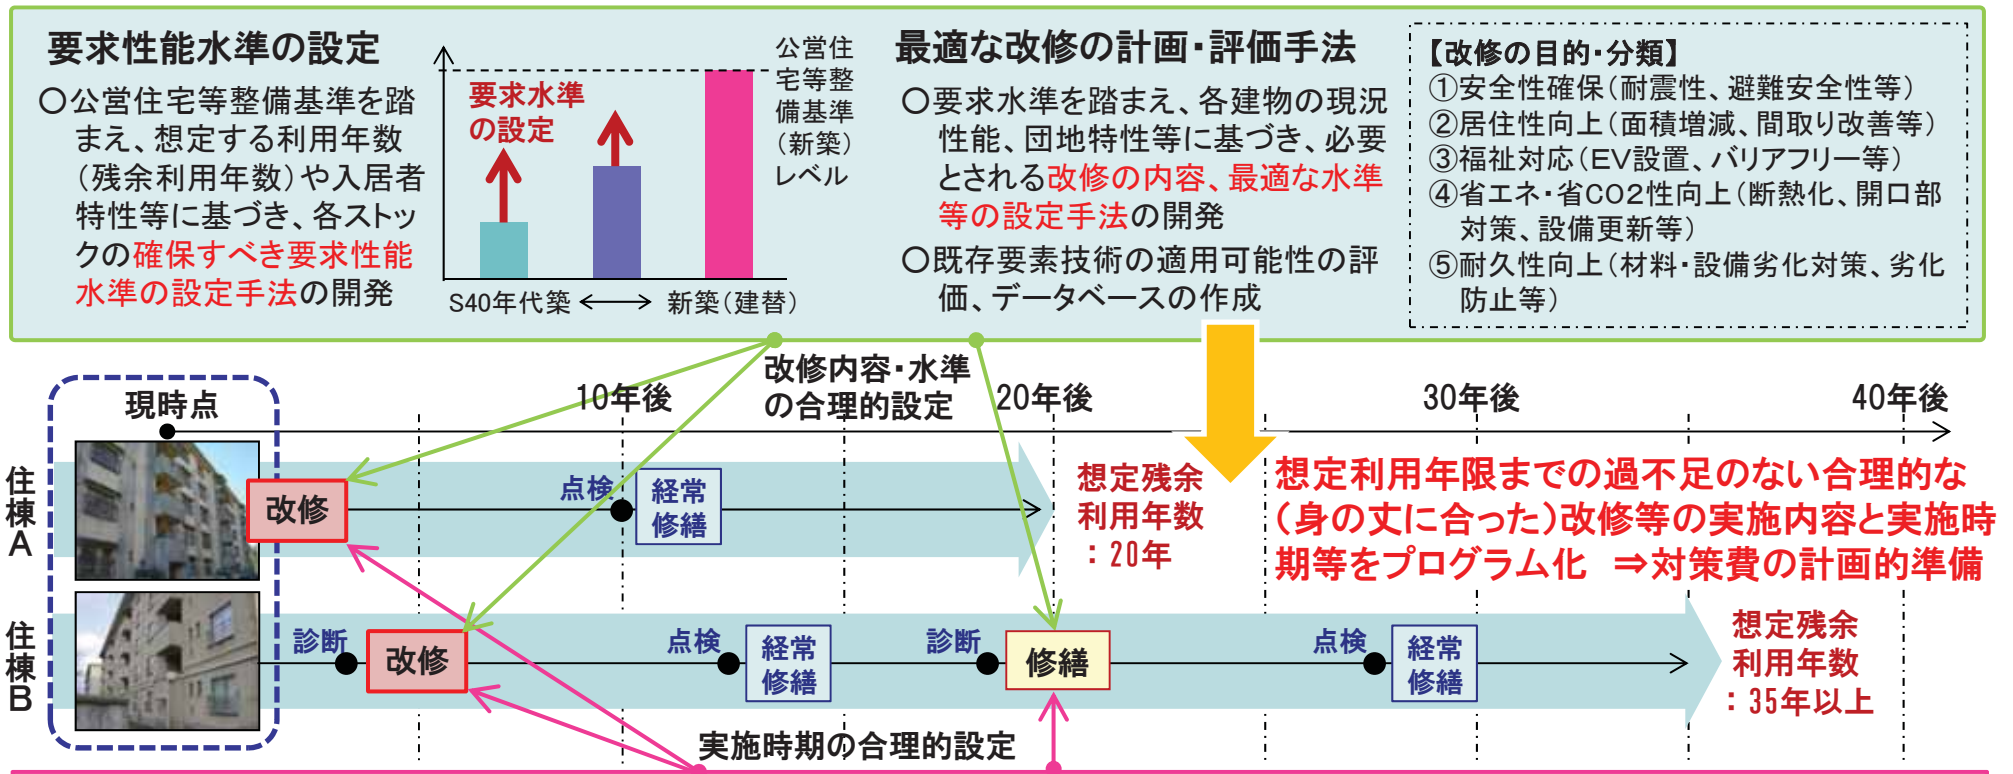 要求性能水準の設定
○公営住宅等整備基準を踏
まえ、想定する利用年数
（残余利用年数）や入居者
特性等に基づき、各ストッ
クの確保すべき要求性能
水準の設定手法の開発
要求水準
の設定
公営住
宅等整
備基準
（新築）
レベル
S40年代築
新築（建替）
最適な改修の計画・評価手法
○要求水準を踏まえ、各建物の現況
性能、団地特性等に基づき、必要
とされる改修の内容、最適な水準
等の設定手法の開発
○既存要素技術の適用可能性の評
価、データベースの作成
【改修の目的・分類】
①安全性確保（耐震性、避難安全性等）
②居住性向上（面積増減、間取り改善等）
③福祉対応（EV設置、バリアフリー等）
④省エネ・省CO2性向上（断熱化、開口部
対策、設備更新等）
⑤耐久性向上（材料・設備劣化対策、劣化
防止等）
改修内容・水準
の合理的設定
現時点
10年後
20年後
30年後
40年後
住棟A
改修
点検
経常
修繕
想定残余
利用年数
：20年
想定利用年限までの過不足のない合理的な
（身の丈に合った）改修等の実施内容と実施時
期等をプログラム化　⇒対策費の計画的準備
住棟B
診断
改修
点検
経常
修繕
診断
修繕
点検
経常
修繕
想定残余
利用年数
：35年以上
実施時期の合理的設定